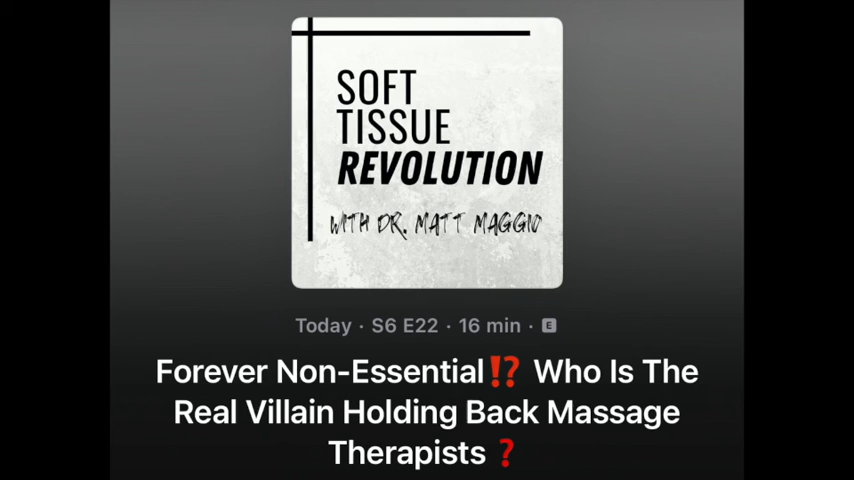 SOFT
TISSUE
REVOLUTION
WITH DR. MATT MAGGIO
Today · S6 E22 · 16 min · E
Forever Non-Essential⁉️ Who Is The
Real Villain Holding Back Massage
Therapists ❓